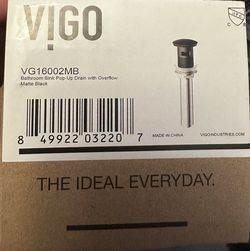 VIGO
VG16002MB
Bathroom Sink Pop-Up Drain with Overflow
Matte Black
8 49922 03220 7
MADE IN CHINA
VIGOINDUSTRIES.COM
THE IDEAL EVERYDAY.